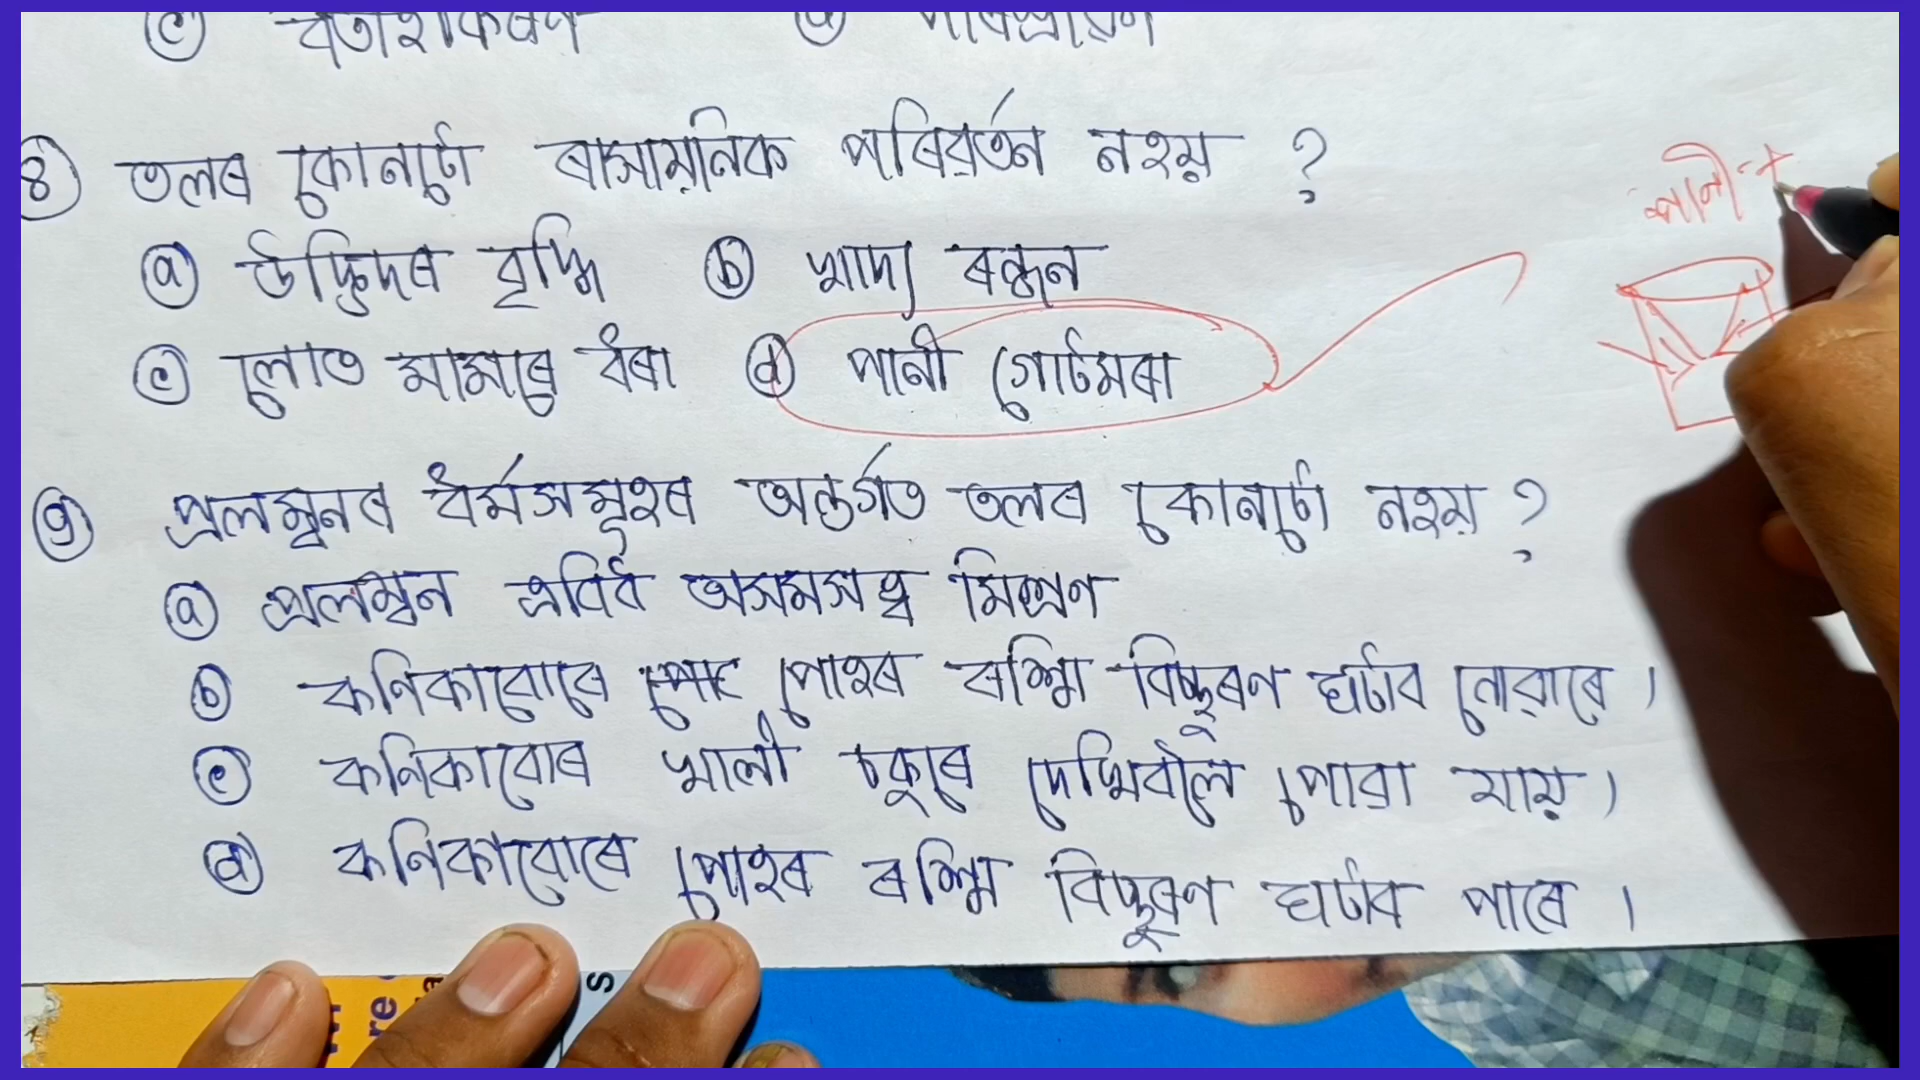 ৪ তলৰ কোনটো ৰাসায়নিক পৰিৱৰ্তন নহয় ?
a উদ্ভিদৰ বৃদ্ধি b খাদ্য ৰন্ধন
c লোত মামৰে ধৰা d পানী গোটমৰা
পানী +
9 প্ৰলম্বনৰ ধৰ্মসমূহৰ অন্তৰ্গত তলৰ কোনটো নহয় ?
a প্ৰলম্বন এবিধ অসমসত্ব মিশ্ৰণ
b কণিকাবোৰে পোহৰ ৰশ্মি বিচ্ছুৰণ ঘটাব নোৱাৰে ।
c কণিকাবোৰ খালী চকুৰে দেখিবলৈ পোৱা যায় ।
d কণিকাবোৰে পোহৰ ৰশ্মি বিচ্ছুৰণ ঘটাব পাৰে ।
re
S